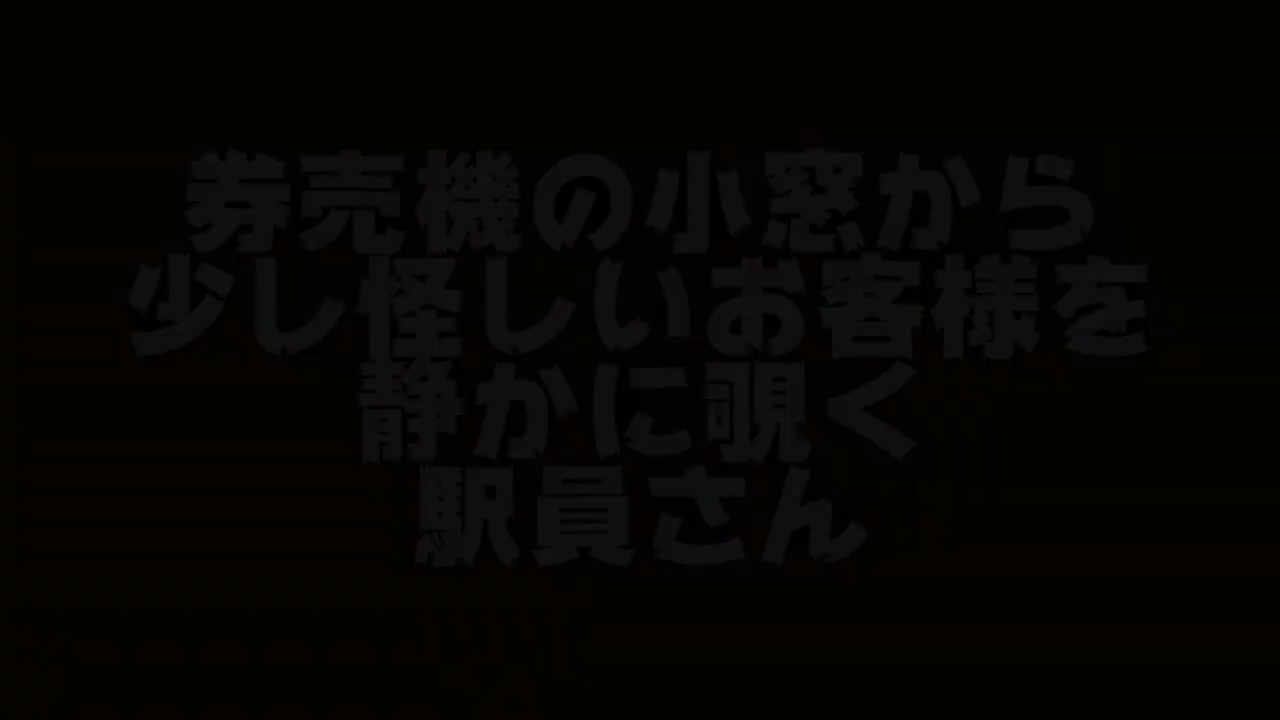 券売機の小窓から
少し怪しいお客様を
静かに覗く
駅員さん